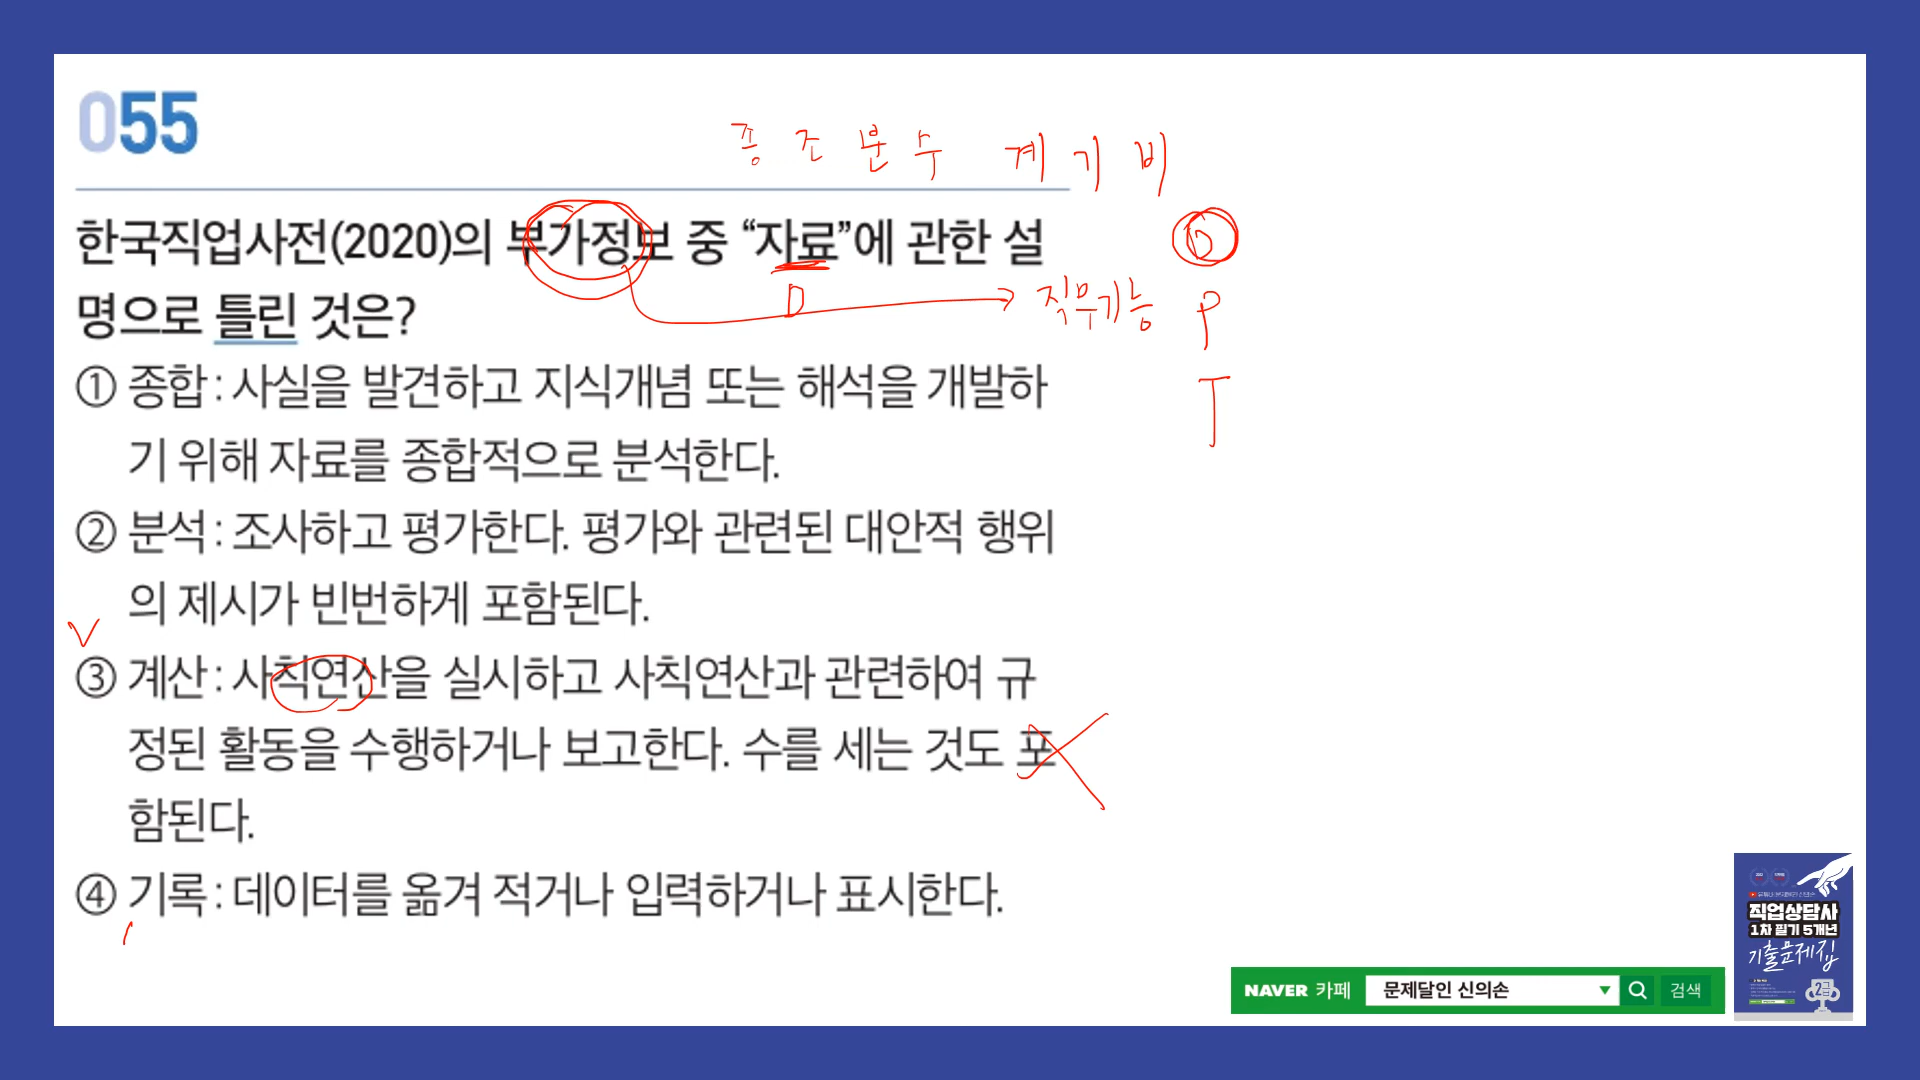 055
종 조 분 수 계 기 비
한국직업사전(2020)의 부가정보 중 “자료”에 관한 설
D
명으로 틀린 것은?
D
직무기능
P
T
① 종합 : 사실을 발견하고 지식개념 또는 해석을 개발하
기 위해 자료를 종합적으로 분석한다.
② 분석 : 조사하고 평가한다. 평가와 관련된 대안적 행위
의 제시가 빈번하게 포함된다.
③ 계산 : 사칙연산을 실시하고 사칙연산과 관련하여 규
정된 활동을 수행하거나 보고한다. 수를 세는 것도 포
함된다.
④ 기록 : 데이터를 옮겨 적거나 입력하거나 표시한다.
직업상담사
1차 필기 5개년
기출문제집
2급
NAVER 카페 문제달인 신의손 검색